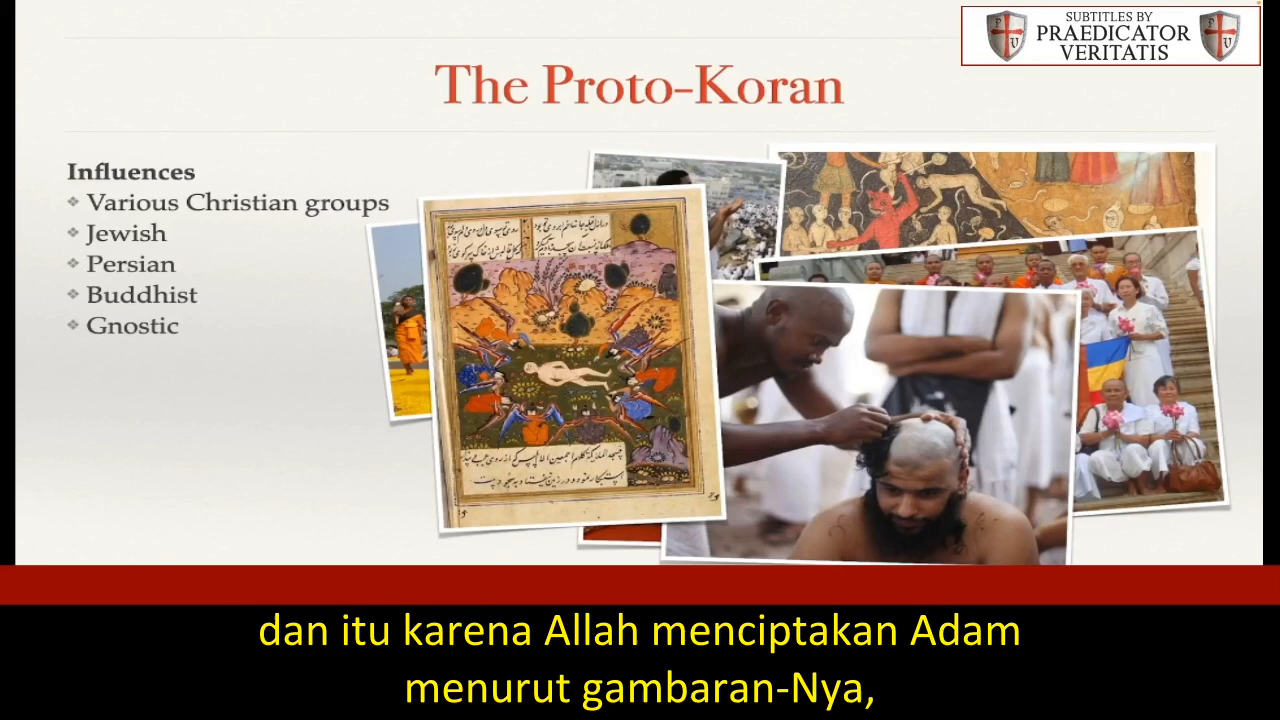 SUBTITLES BY
PRAEDICATOR
VERITATIS
The Proto-Koran
Influences
Various Christian groups
Jewish
Persian
Buddhist
Gnostic
dan itu karena Allah menciptakan Adam
menurut gambaran-Nya,